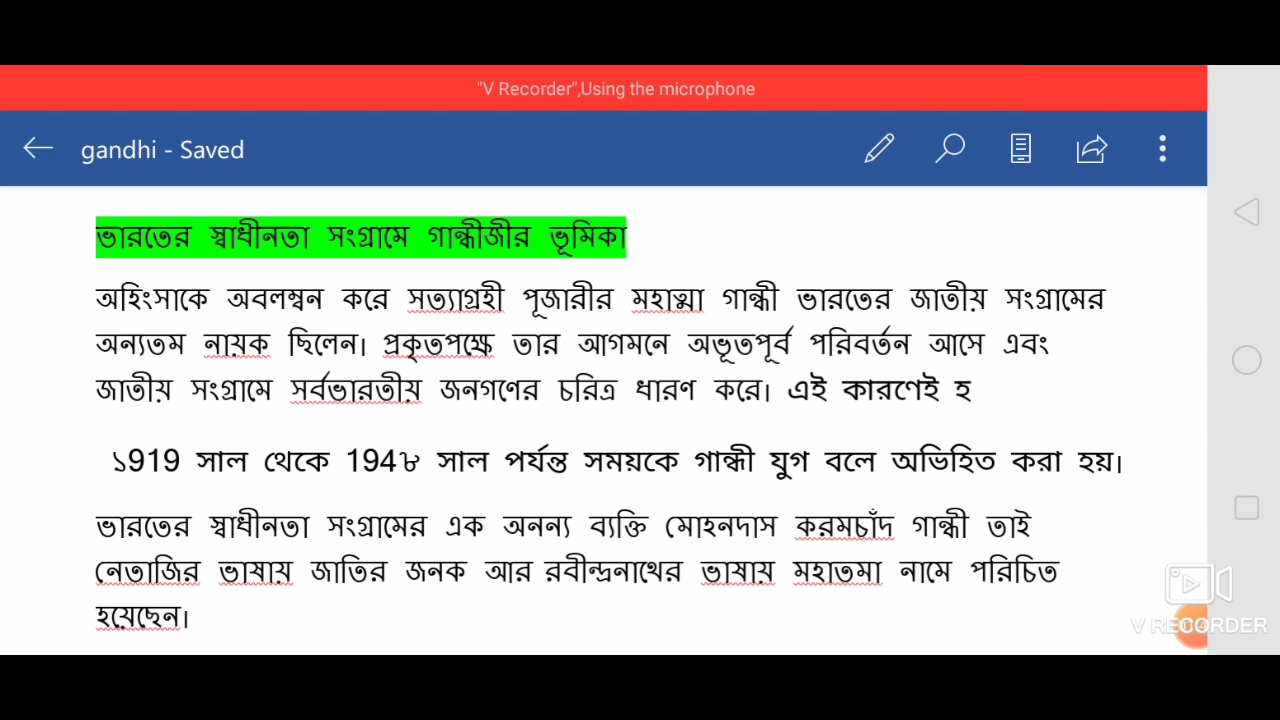 "V Recorder",Using the microphone
gandhi - Saved
ভারতের স্বাধীনতা সংগ্রামে গান্ধীজীর ভূমিকা
অহিংসাকে অবলম্বন করে সত্যাগ্রহী পূজারীর মহাত্মা গান্ধী ভারতের জাতীয় সংগ্রামের
অন্যতম নায়ক ছিলেন। প্রকৃতপক্ষে তার আগমনে অভূতপূর্ব পরিবর্তন আসে এবং
জাতীয় সংগ্রামে সর্বভারতীয় জনগণের চরিত্র ধারণ করে। এই কারণেই হ
১919 সাল থেকে 194৮ সাল পর্যন্ত সময়কে গান্ধী যুগ বলে অভিহিত করা হয়।
ভারতের স্বাধীনতা সংগ্রামের এক অনন্য ব্যক্তি মোহনদাস করমচাঁদ গান্ধী তাই
নেতাজির ভাষায় জাতির জনক আর রবীন্দ্রনাথের ভাষায় মহাতমা নামে পরিচিত
হয়েছেন।
V RECORDER